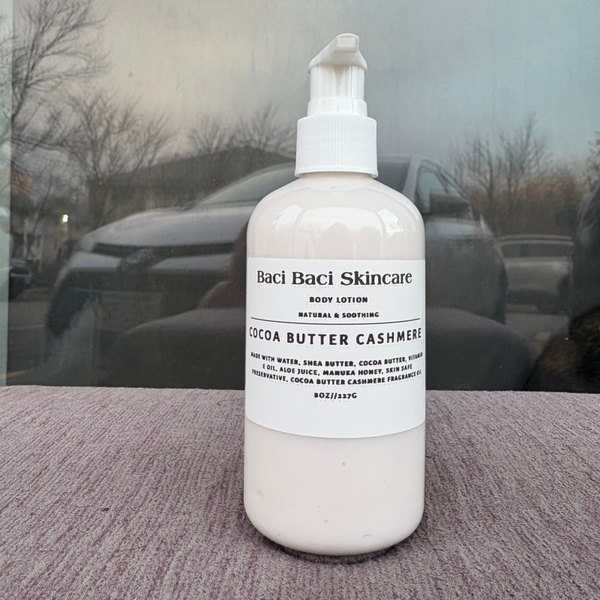 Baci Baci Skincare
BODY LOTION
NATURAL & SOOTHING
COCOA BUTTER CASHMERE
MADE WITH WATER, SHEA BUTTER, COCOA BUTTER, VITAMIN
E OIL, ALOE JUICE, MANUKA HONEY, SKIN SAFE
PRESERVATIVE, COCOA BUTTER CASHMERE FRAGRANCE OIL
8OZ//227G